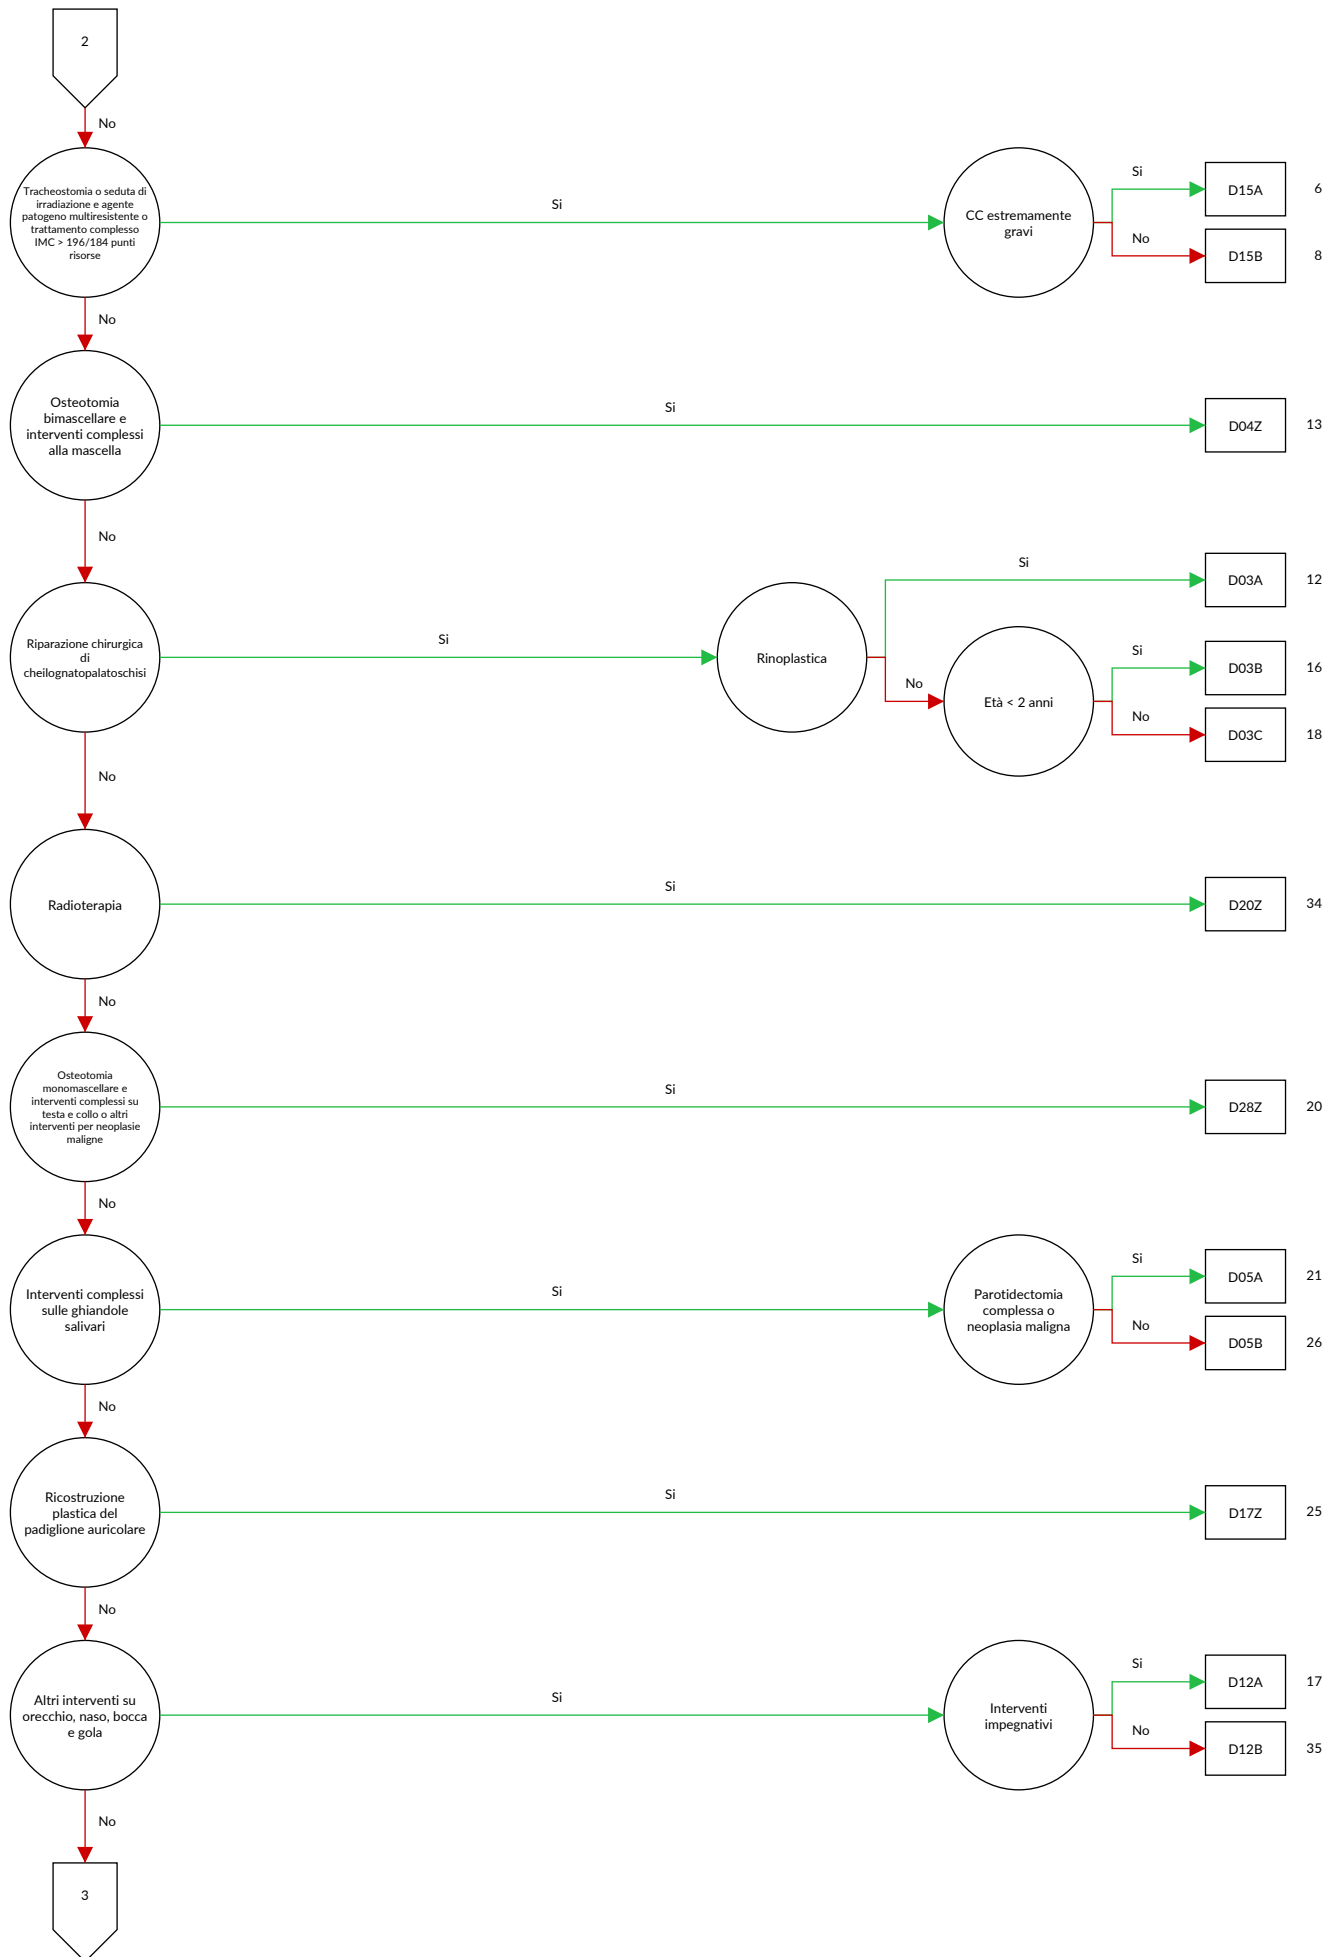 2
No
Tracheostomia o seduta di
irradiazione e agente
patogeno multiresistente o
trattamento complesso
IMC > 196/184 punti
risorse
Si
CC estremamente
gravi
Si
D15A
6
No
D15B
8
No
Osteotomia
bimascellare e
interventi complessi
alla mascella
Si
D04Z
13
No
Riparazione chirurgica
di
cheilognatopalatoschisi
Si
Rinoplastica
Si
D03A
12
No
Età < 2 anni
Si
D03B
16
No
D03C
18
No
Radioterapia
Si
D20Z
34
No
Osteotomia
monomascellare e
interventi complessi su
testa e collo o altri
interventi per neoplasie
maligne
Si
D28Z
20
No
Interventi complessi
sulle ghiandole
salivari
Si
Parotidectomia
complessa o
neoplasia maligna
Si
D05A
21
No
D05B
26
No
Ricostruzione
plastica del
padiglione auricolare
Si
D17Z
25
No
Altri interventi su
orecchio, naso, bocca
e gola
Si
Interventi
impegnativi
Si
D12A
17
No
D12B
35
No
3